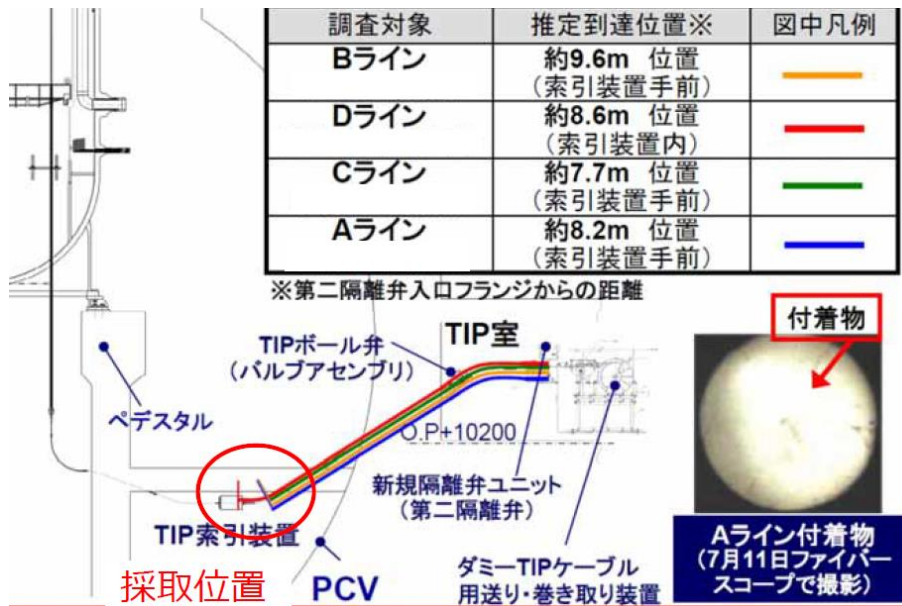 調査対象 推定到達位置※ 図中凡例
Bライン 約9.6m 位置
(索引装置手前)
Dライン 約8.6m 位置
(索引装置内)
Cライン 約7.7m 位置
(索引装置手前)
Aライン 約8.2m 位置
(索引装置手前)
※第二隔離弁入口フランジからの距離
付着物
TIP室
TIPボール弁
(バルブアセンブリ)
ペデスタル
O.P+10200
新規隔離弁ユニット
(第二隔離弁)
TIP索引装置
採取位置
PCV
ダミーTIPケーブル
用送り・巻き取り装置
Aライン付着物
(7月11日ファイバー
スコープで撮影)